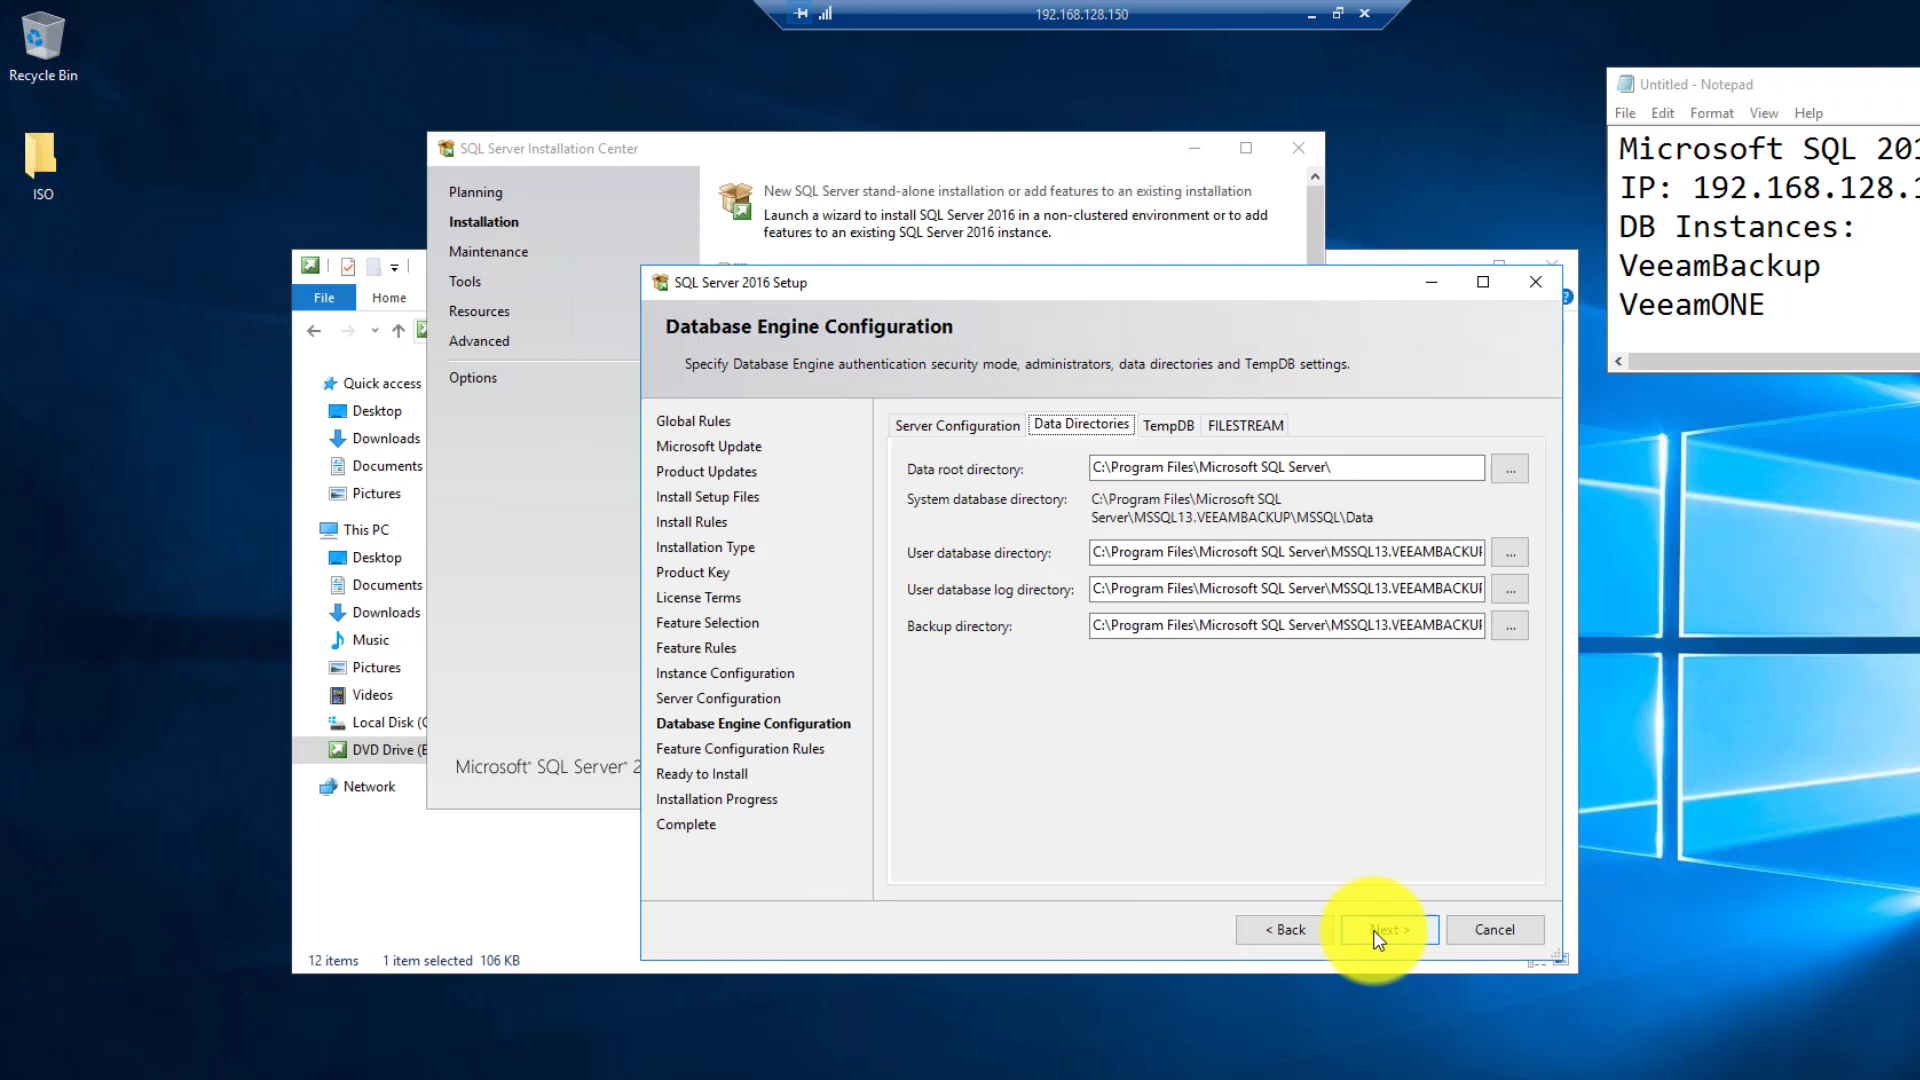 192.168.128.150
Recycle Bin
ISO
Untitled - Notepad
File Edit Format View Help
Microsoft SQL 201
IP: 192.168.128.1
DB Instances:
VeeamBackup
VeeamONE
SQL Server Installation Center
Planning
Installation
Maintenance
Tools
Resources
Advanced
Options
New SQL Server stand-alone installation or add features to an existing installation
Launch a wizard to install SQL Server 2016 in a non-clustered environment or to add
features to an existing SQL Server 2016 instance.
Microsoft® SQL Server® 2
File Home
Quick access
Desktop
Downloads
Documents
Pictures
This PC
Desktop
Documents
Downloads
Music
Pictures
Videos
Local Disk (
DVD Drive (E
Network
12 items 1 item selected 106 KB
SQL Server 2016 Setup
Database Engine Configuration
Specify Database Engine authentication security mode, administrators, data directories and TempDB settings.
Global Rules
Microsoft Update
Product Updates
Install Setup Files
Install Rules
Installation Type
Product Key
License Terms
Feature Selection
Feature Rules
Instance Configuration
Server Configuration
Database Engine Configuration
Feature Configuration Rules
Ready to Install
Installation Progress
Complete
Server Configuration Data Directories TempDB FILESTREAM
Data root directory: C:\Program Files\Microsoft SQL Server\ ...
System database directory: C:\Program Files\Microsoft SQL
Server\MSSQL13.VEEAMBACKUP\MSSQL\Data
User database directory: C:\Program Files\Microsoft SQL Server\MSSQL13.VEEAMBACKUP ...
User database log directory: C:\Program Files\Microsoft SQL Server\MSSQL13.VEEAMBACKUP ...
Backup directory: C:\Program Files\Microsoft SQL Server\MSSQL13.VEEAMBACKUP ...
< Back Next > Cancel